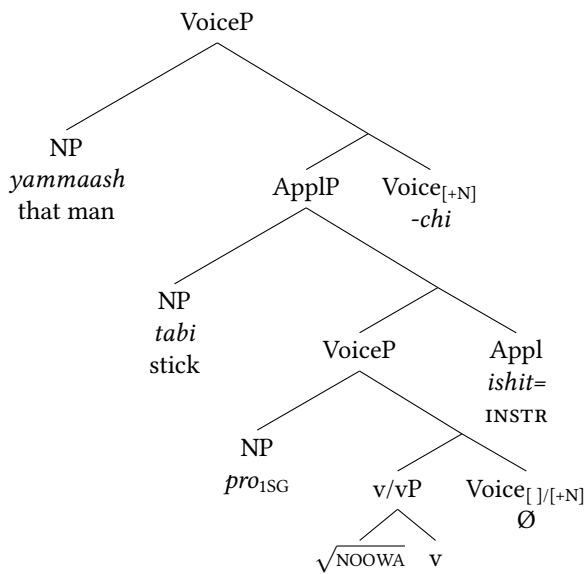 VoiceP
NP
yammaash
that man
ApplP Voice[+N]
-chi
NP
tabi
stick
VoiceP Appl
ishit=
INSTR
NP
pro1SG
v/vP Voice[ ]/[+N]
Ø
√NOOWA v